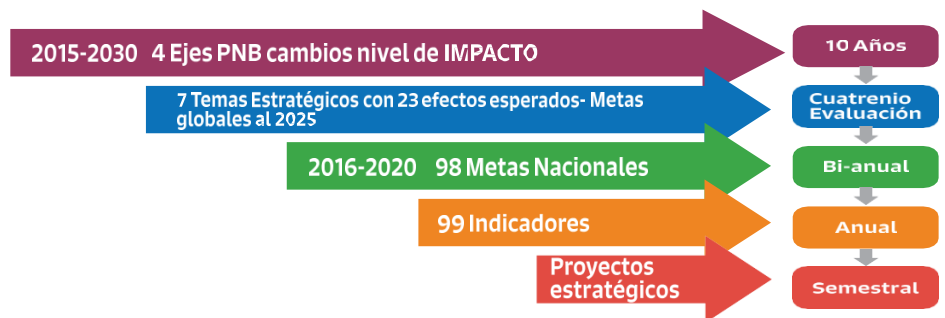 2015-2030 4 Ejes PNB cambios nivel de IMPACTO
10 Años
7 Temas Estratégicos con 23 efectos esperados- Metas
globales al 2025
Cuatrenio
Evaluación
2016-2020 98 Metas Nacionales
Bi-anual
99 Indicadores
Anual
Proyectos
estratégicos
Semestral